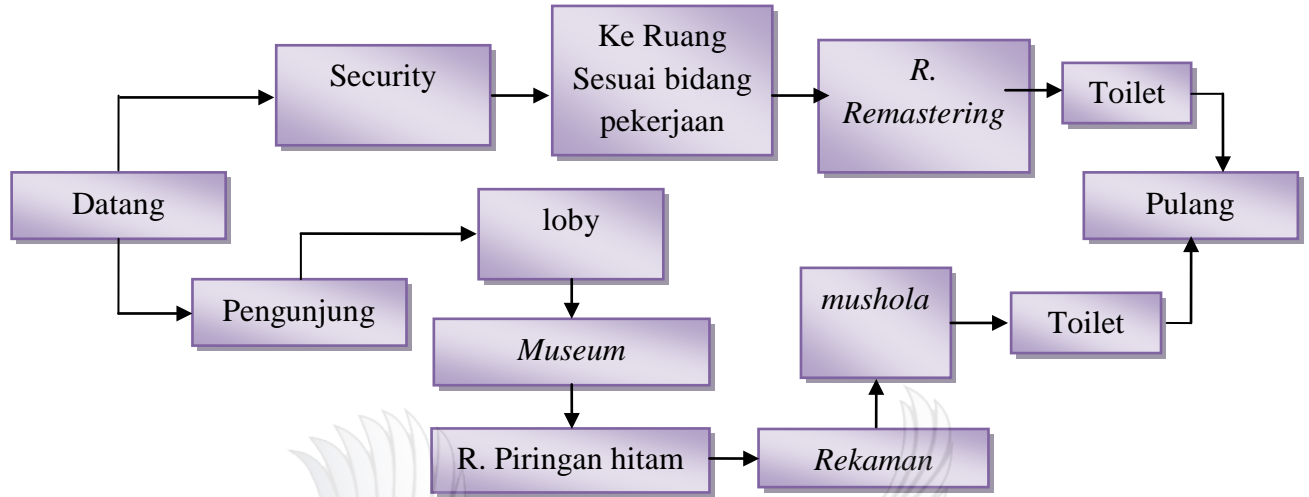 Security
Ke Ruang
Sesuai bidang
pekerjaan
R.
Remastering
Toilet
Datang
Pulang
loby
Pengunjung
mushola
Toilet
Museum
R. Piringan hitam
Rekaman